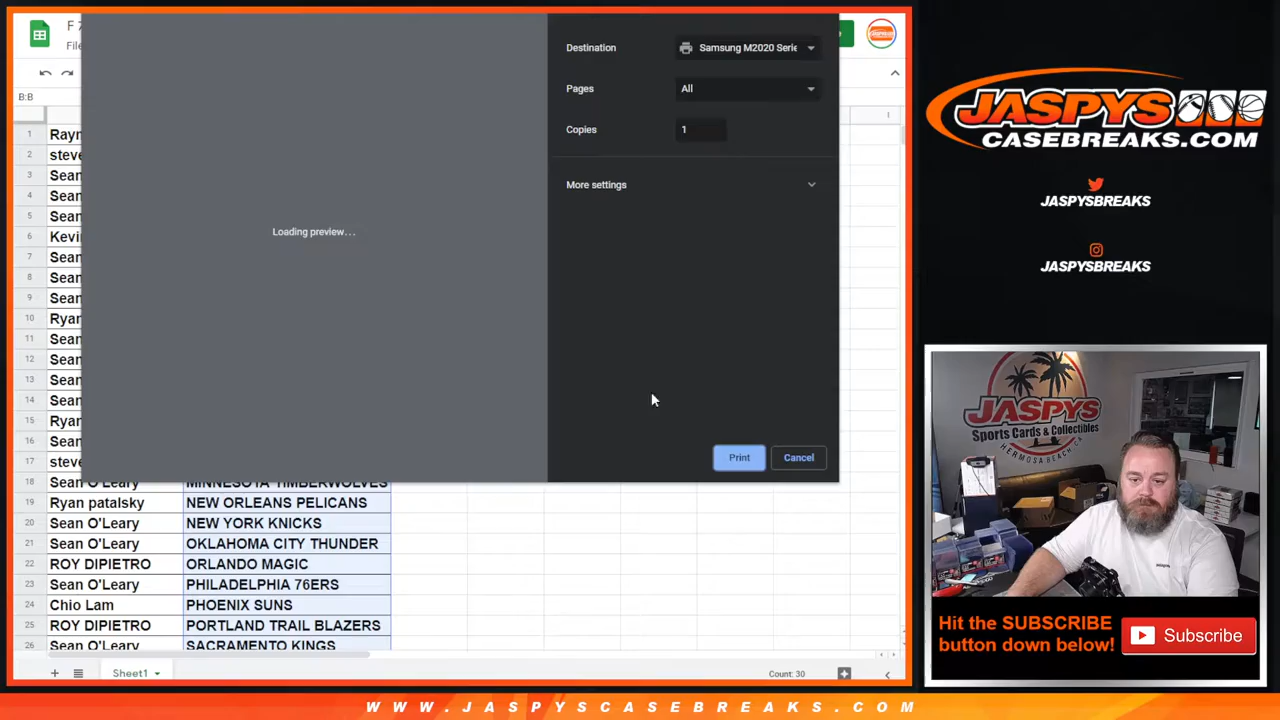 F 7
File
B:B
I
1 Rayn
2 steve
3 Sean
4 Sean
5 Sean
6 Kevi
7 Sean
8 Sean
9 Sean
10 Ryan
11 Sean
12 Sean
13 Sean
14 Sean
15 Ryan
16 Sean
17 steve
18 Sean O'Leary MINNESOTA TIMBERWOLVES
19 Ryan patalsky NEW ORLEANS PELICANS
20 Sean O'Leary NEW YORK KNICKS
21 Sean O'Leary OKLAHOMA CITY THUNDER
22 ROY DIPIETRO ORLANDO MAGIC
23 Sean O'Leary PHILADELPHIA 76ERS
24 Chio Lam PHOENIX SUNS
25 ROY DIPIETRO PORTLAND TRAIL BLAZERS
26 Sean O'Leary SACRAMENTO KINGS
Sheet1
Count: 30
Loading preview...
Destination Samsung M2020 Serie
Pages All
Copies 1
More settings
Print Cancel
JASPYS
CASEBREAKS.COM
JASPYSBREAKS
JASPYSBREAKS
JASPYS
Sports Cards & Collectibles
HERMOSA BEACH, CA
Hit the SUBSCRIBE
button down below!
Subscribe
WWW.JASPYSCASEBREAKS.COM